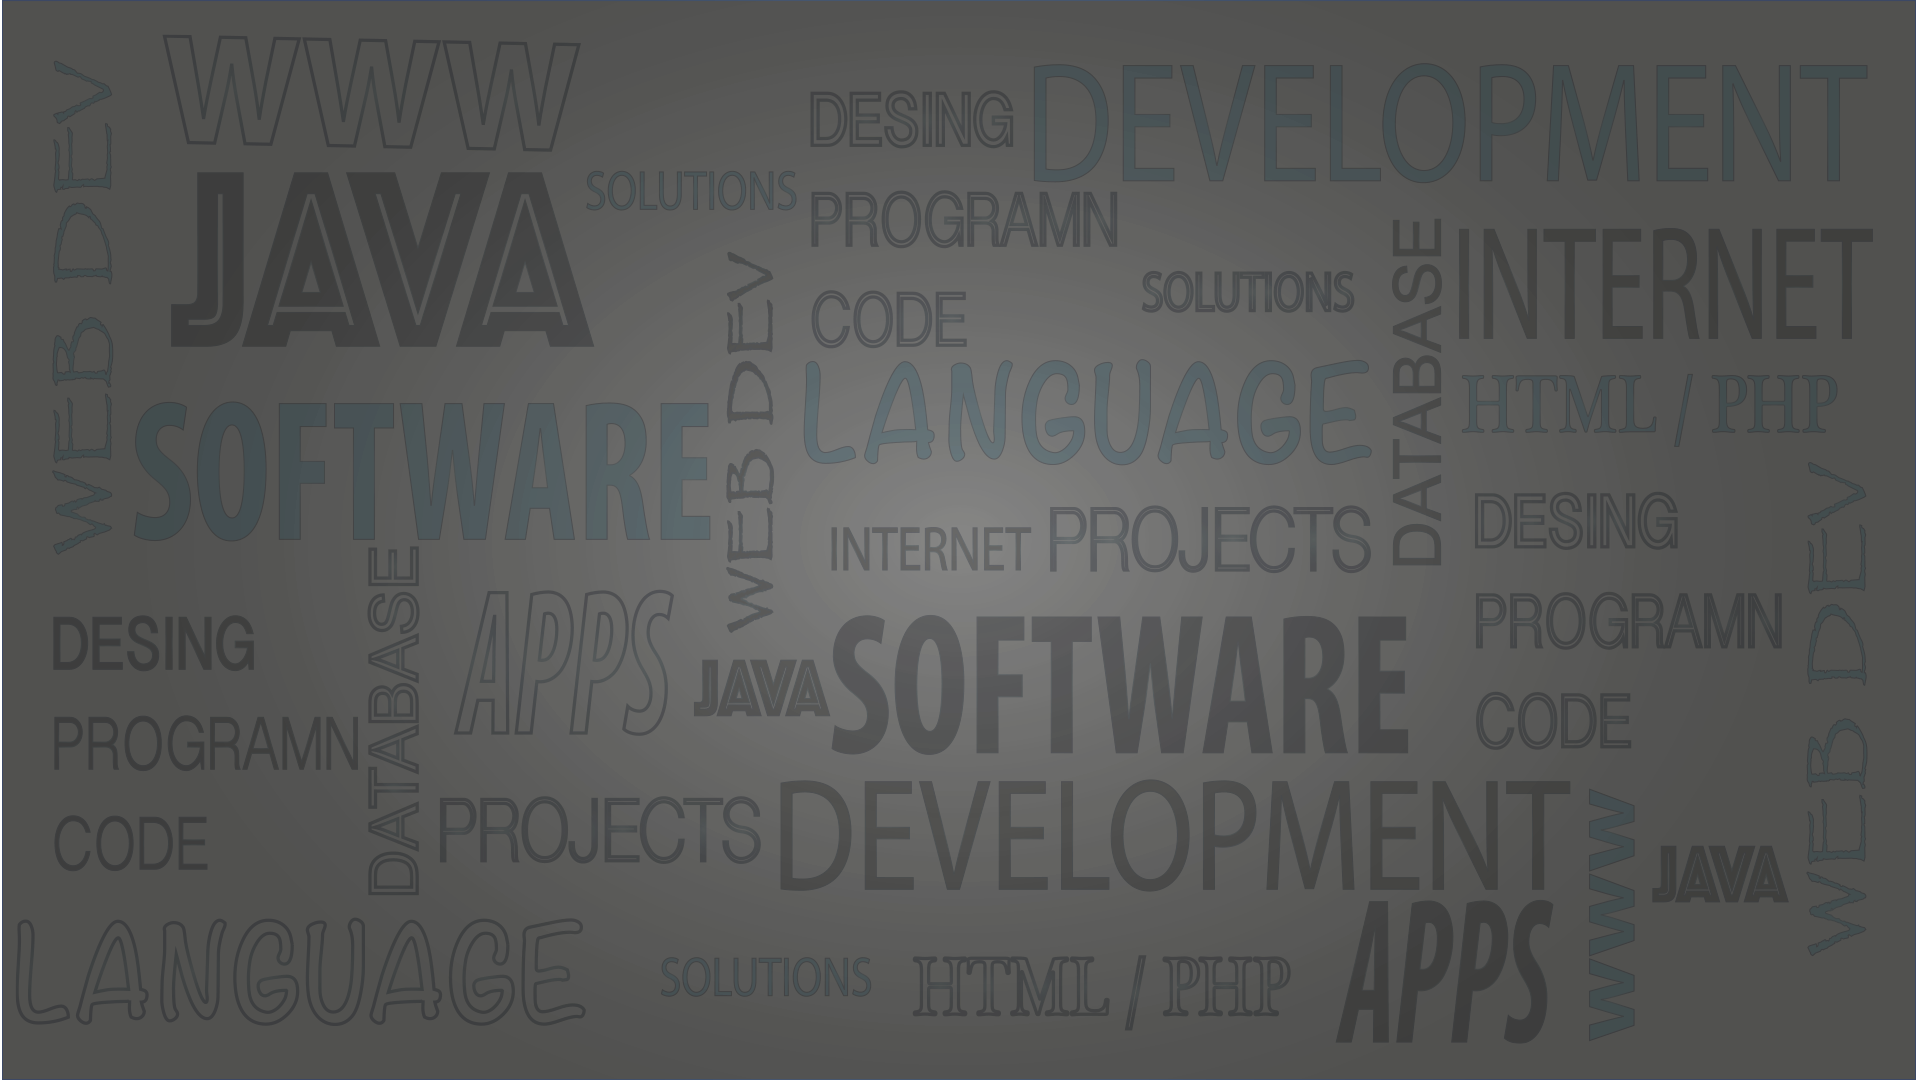 WEB DEV
WWW
JAVA
SOLUTIONS
DESING
DEVELOPMENT
PROGRAMN
CODE
SOLUTIONS
DATABASE
INTERNET
HTML / PHP
SOFTWARE
WEB DEV
LANGUAGE
INTERNET
PROJECTS
DESING
PROGRAMN
CODE
WEB DEV
DESING
PROGRAMN
CODE
DATABASE
APPS
JAVA
SOFTWARE
PROJECTS
DEVELOPMENT
WWW
JAVA
LANGUAGE
SOLUTIONS
HTML / PHP
APPS